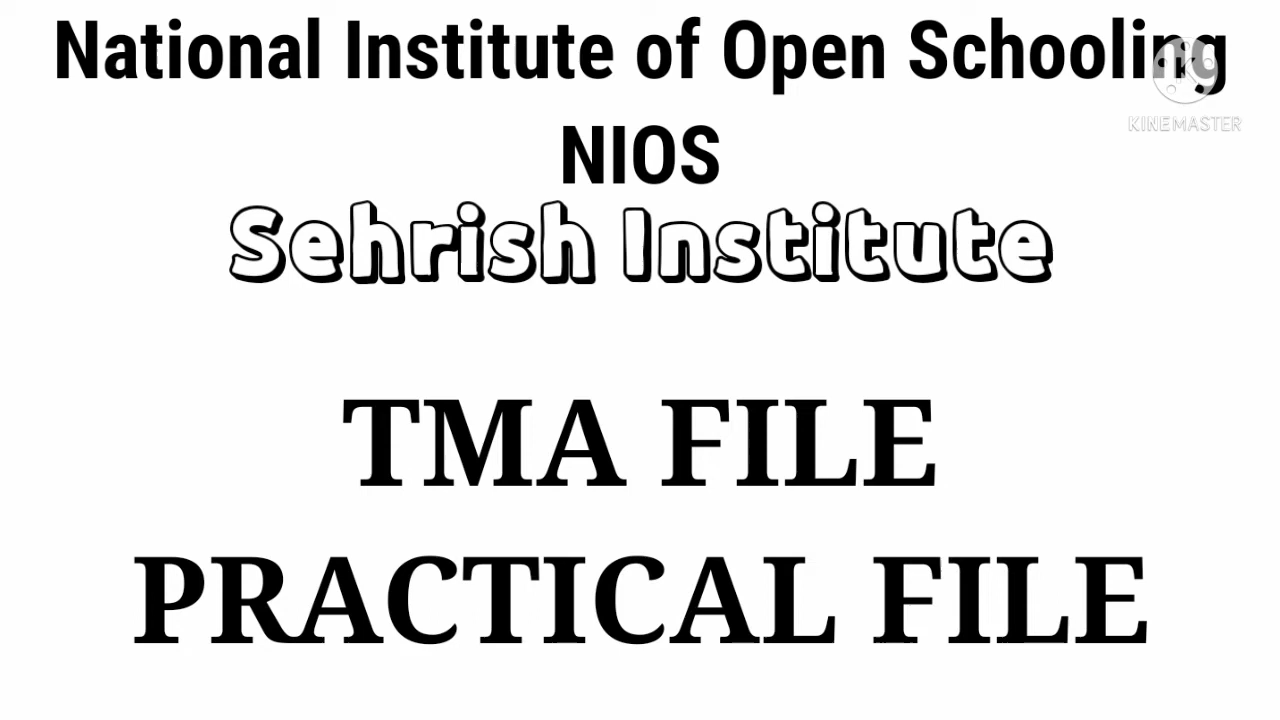 National Institute of Open Schooling
NIOS
Sehrish Institute
TMA FILE
PRACTICAL FILE
KINEMASTER